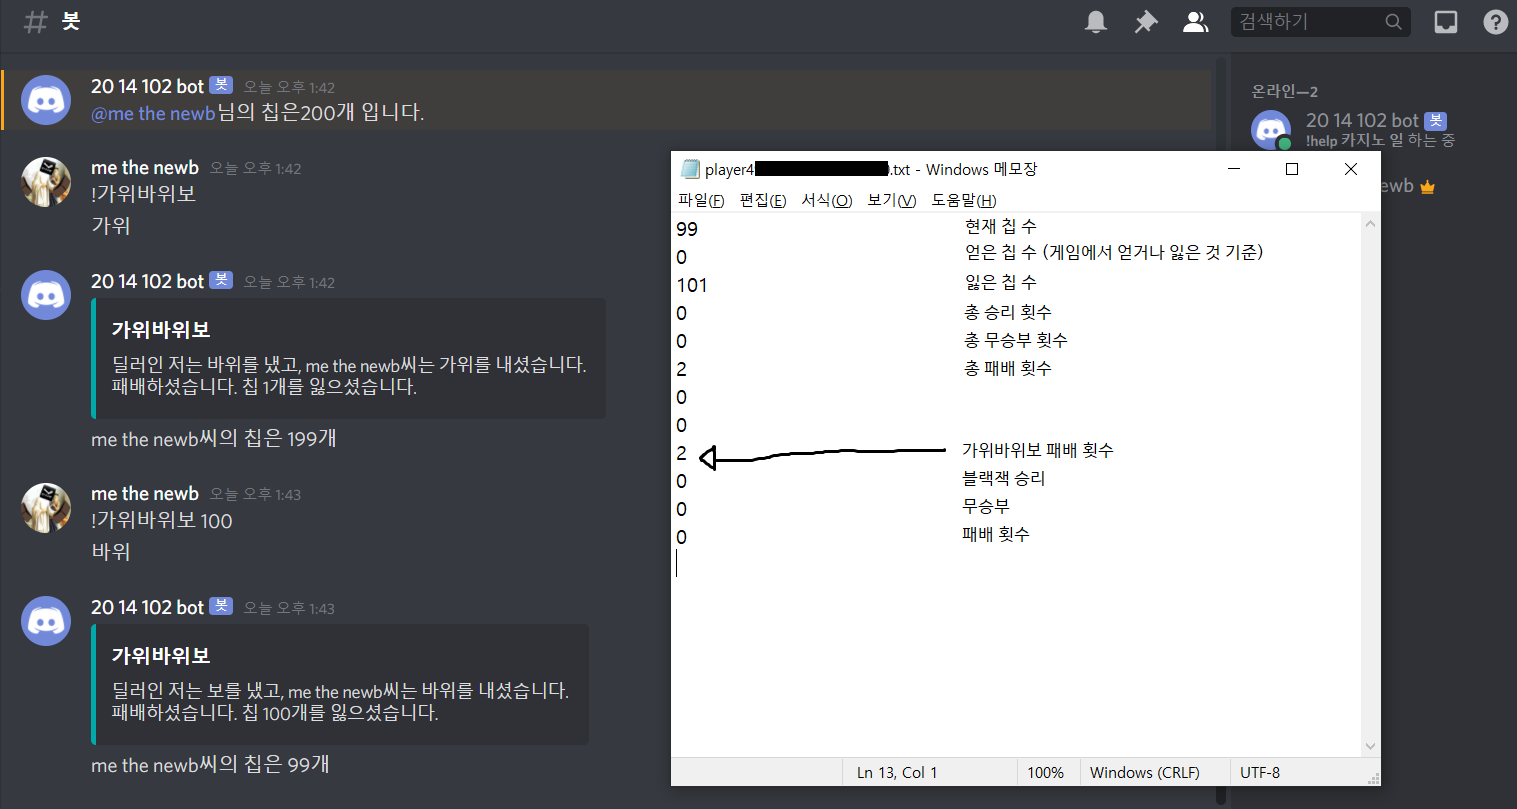 # 봇
검색하기
20 14 102 bot 봇 오늘 오후 1:42
@me the newb님의 칩은200개 입니다.
me the newb 오늘 오후 1:42
!가위바위보
가위
20 14 102 bot 봇 오늘 오후 1:42
가위바위보
딜러인 저는 바위를 냈고, me the newb씨는 가위를 내셨습니다.
패배하셨습니다. 칩 1개를 잃으셨습니다.
me the newb씨의 칩은 199개
me the newb 오늘 오후 1:43
!가위바위보 100
바위
20 14 102 bot 봇 오늘 오후 1:43
가위바위보
딜러인 저는 보를 냈고, me the newb씨는 바위를 내셨습니다.
패배하셨습니다. 칩 100개를 잃으셨습니다.
me the newb씨의 칩은 99개
온라인—2
20 14 102 bot 봇
!help 카지노 일 하는 중
ewb
player4 .txt - Windows 메모장
파일(F) 편집(E) 서식(O) 보기(V) 도움말(H)
99 현재 칩 수
0 얻은 칩 수 (게임에서 얻거나 잃은 것 기준)
101 잃은 칩 수
0 총 승리 횟수
0 총 무승부 횟수
2 총 패배 횟수
0
0
2 가위바위보 패배 횟수
0 블랙잭 승리
0 무승부
0 패배 횟수
Ln 13, Col 1 100% Windows (CRLF) UTF-8